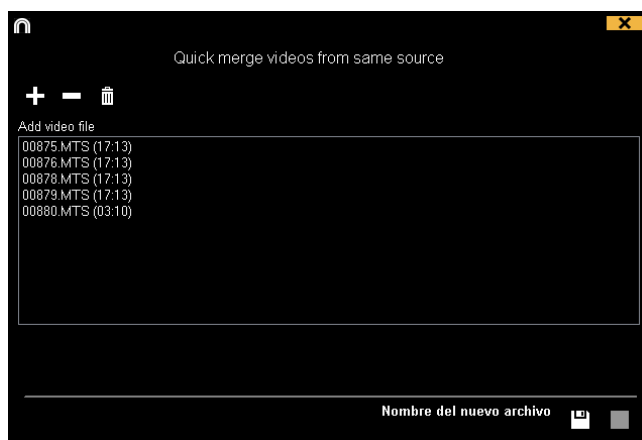 Quick merge videos from same source
Add video file
00875.MTS (17:13)
00876.MTS (17:13)
00878.MTS (17:13)
00879.MTS (17:13)
00880.MTS (03:10)
Nombre del nuevo archivo